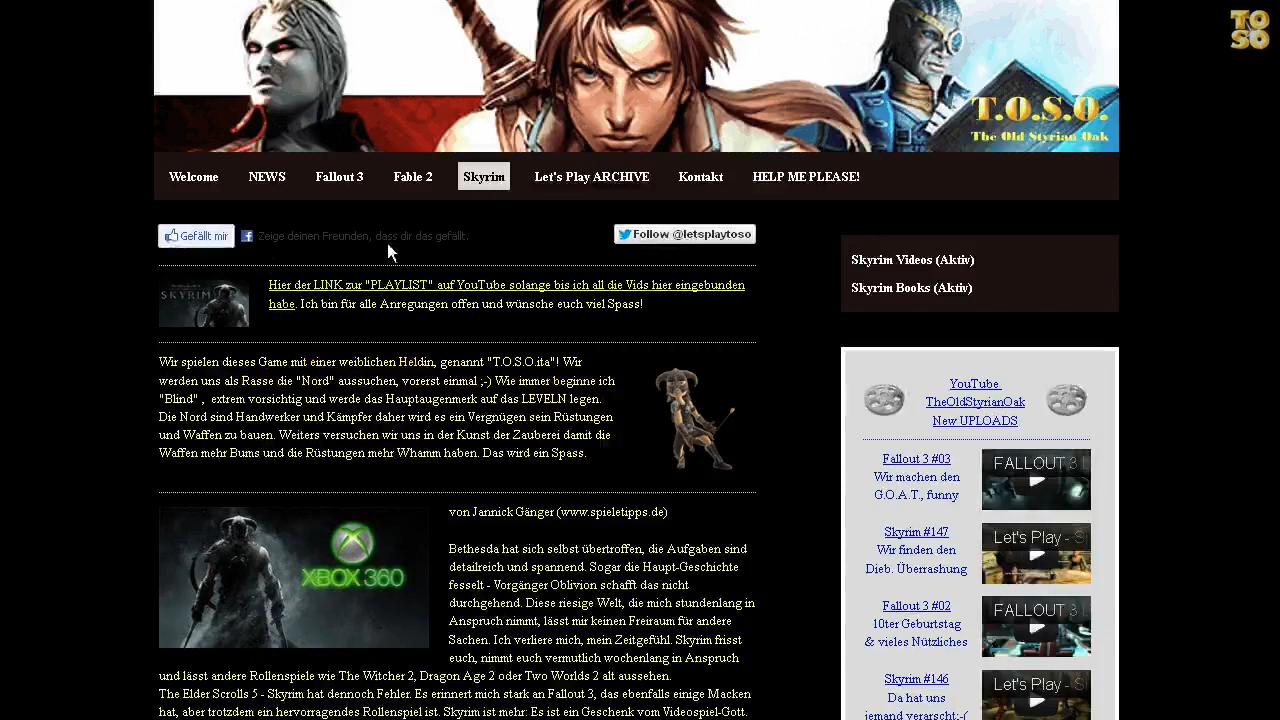 TO
SO
T.O.S.O.
The Old Styrian Oak
Welcome NEWS Fallout 3 Fable 2 Skyrim Let's Play ARCHIVE Kontakt HELP ME PLEASE!
Gefällt mir Zeige deinen Freunden, dass dir das gefällt. Follow @letsplaytoso
SKYRIM
Hier der LINK zur "PLAYLIST" auf YouTube solange bis ich all die Vids hier eingebunden
habe. Ich bin für alle Anregungen offen und wünsche euch viel Spass!
Wir spielen dieses Game mit einer weiblichen Heldin, genannt "T.O.S.O.ita"! Wir
werden uns als Rasse die "Nord" aussuchen, vorerst einmal ;-) Wie immer beginne ich
"Blind" , extrem vorsichtig und werde das Hauptaugenmerk auf das LEVELN legen.
Die Nord sind Handwerker und Kämpfer daher wird es ein Vergnügen sein Rüstungen
und Waffen zu bauen. Weiters versuchen wir uns in der Kunst der Zauberei damit die
Waffen mehr Bums und die Rüstungen mehr Whamm haben. Das wird ein Spass.
XBOX 360
von Jannick Gänger (www.spieletipps.de)
Bethesda hat sich selbst übertroffen, die Aufgaben sind
detailreich und spannend. Sogar die Haupt-Geschichte
fesselt - Vorgänger Oblivion schafft das nicht
durchgehend. Diese riesige Welt, die mich stundenlang in
Anspruch nimmt, lässt mir keinen Freiraum für andere
Sachen. Ich verliere mich, mein Zeitgefühl. Skyrim frisst
euch, nimmt euch vermutlich wochenlang in Anspruch
und lässt andere Rollenspiele wie The Witcher 2, Dragon Age 2 oder Two Worlds 2 alt aussehen.
The Elder Scrolls 5 - Skyrim hat dennoch Fehler. Es erinnert mich stark an Fallout 3, das ebenfalls einige Macken
hat, aber trotzdem ein hervorragendes Rollenspiel ist. Skyrim ist mehr: Es ist ein Geschenk vom Videospiel-Gott.
Skyrim Videos (Aktiv)
Skyrim Books (Aktiv)
YouTube
TheOldStyrianOak
New UPLOADS
Fallout 3 #03
Wir machen den
G.O.A.T., funny
FALLOUT 3
Skyrim #147
Wir finden den
Dieb. Überrashung
Let's Play - S
Fallout 3 #02
10ter Geburtstag
& vieles Nützliches
FALLOUT 3
Skyrim #146
Da hat uns
jemand verarscht;-(
Let's Play - S